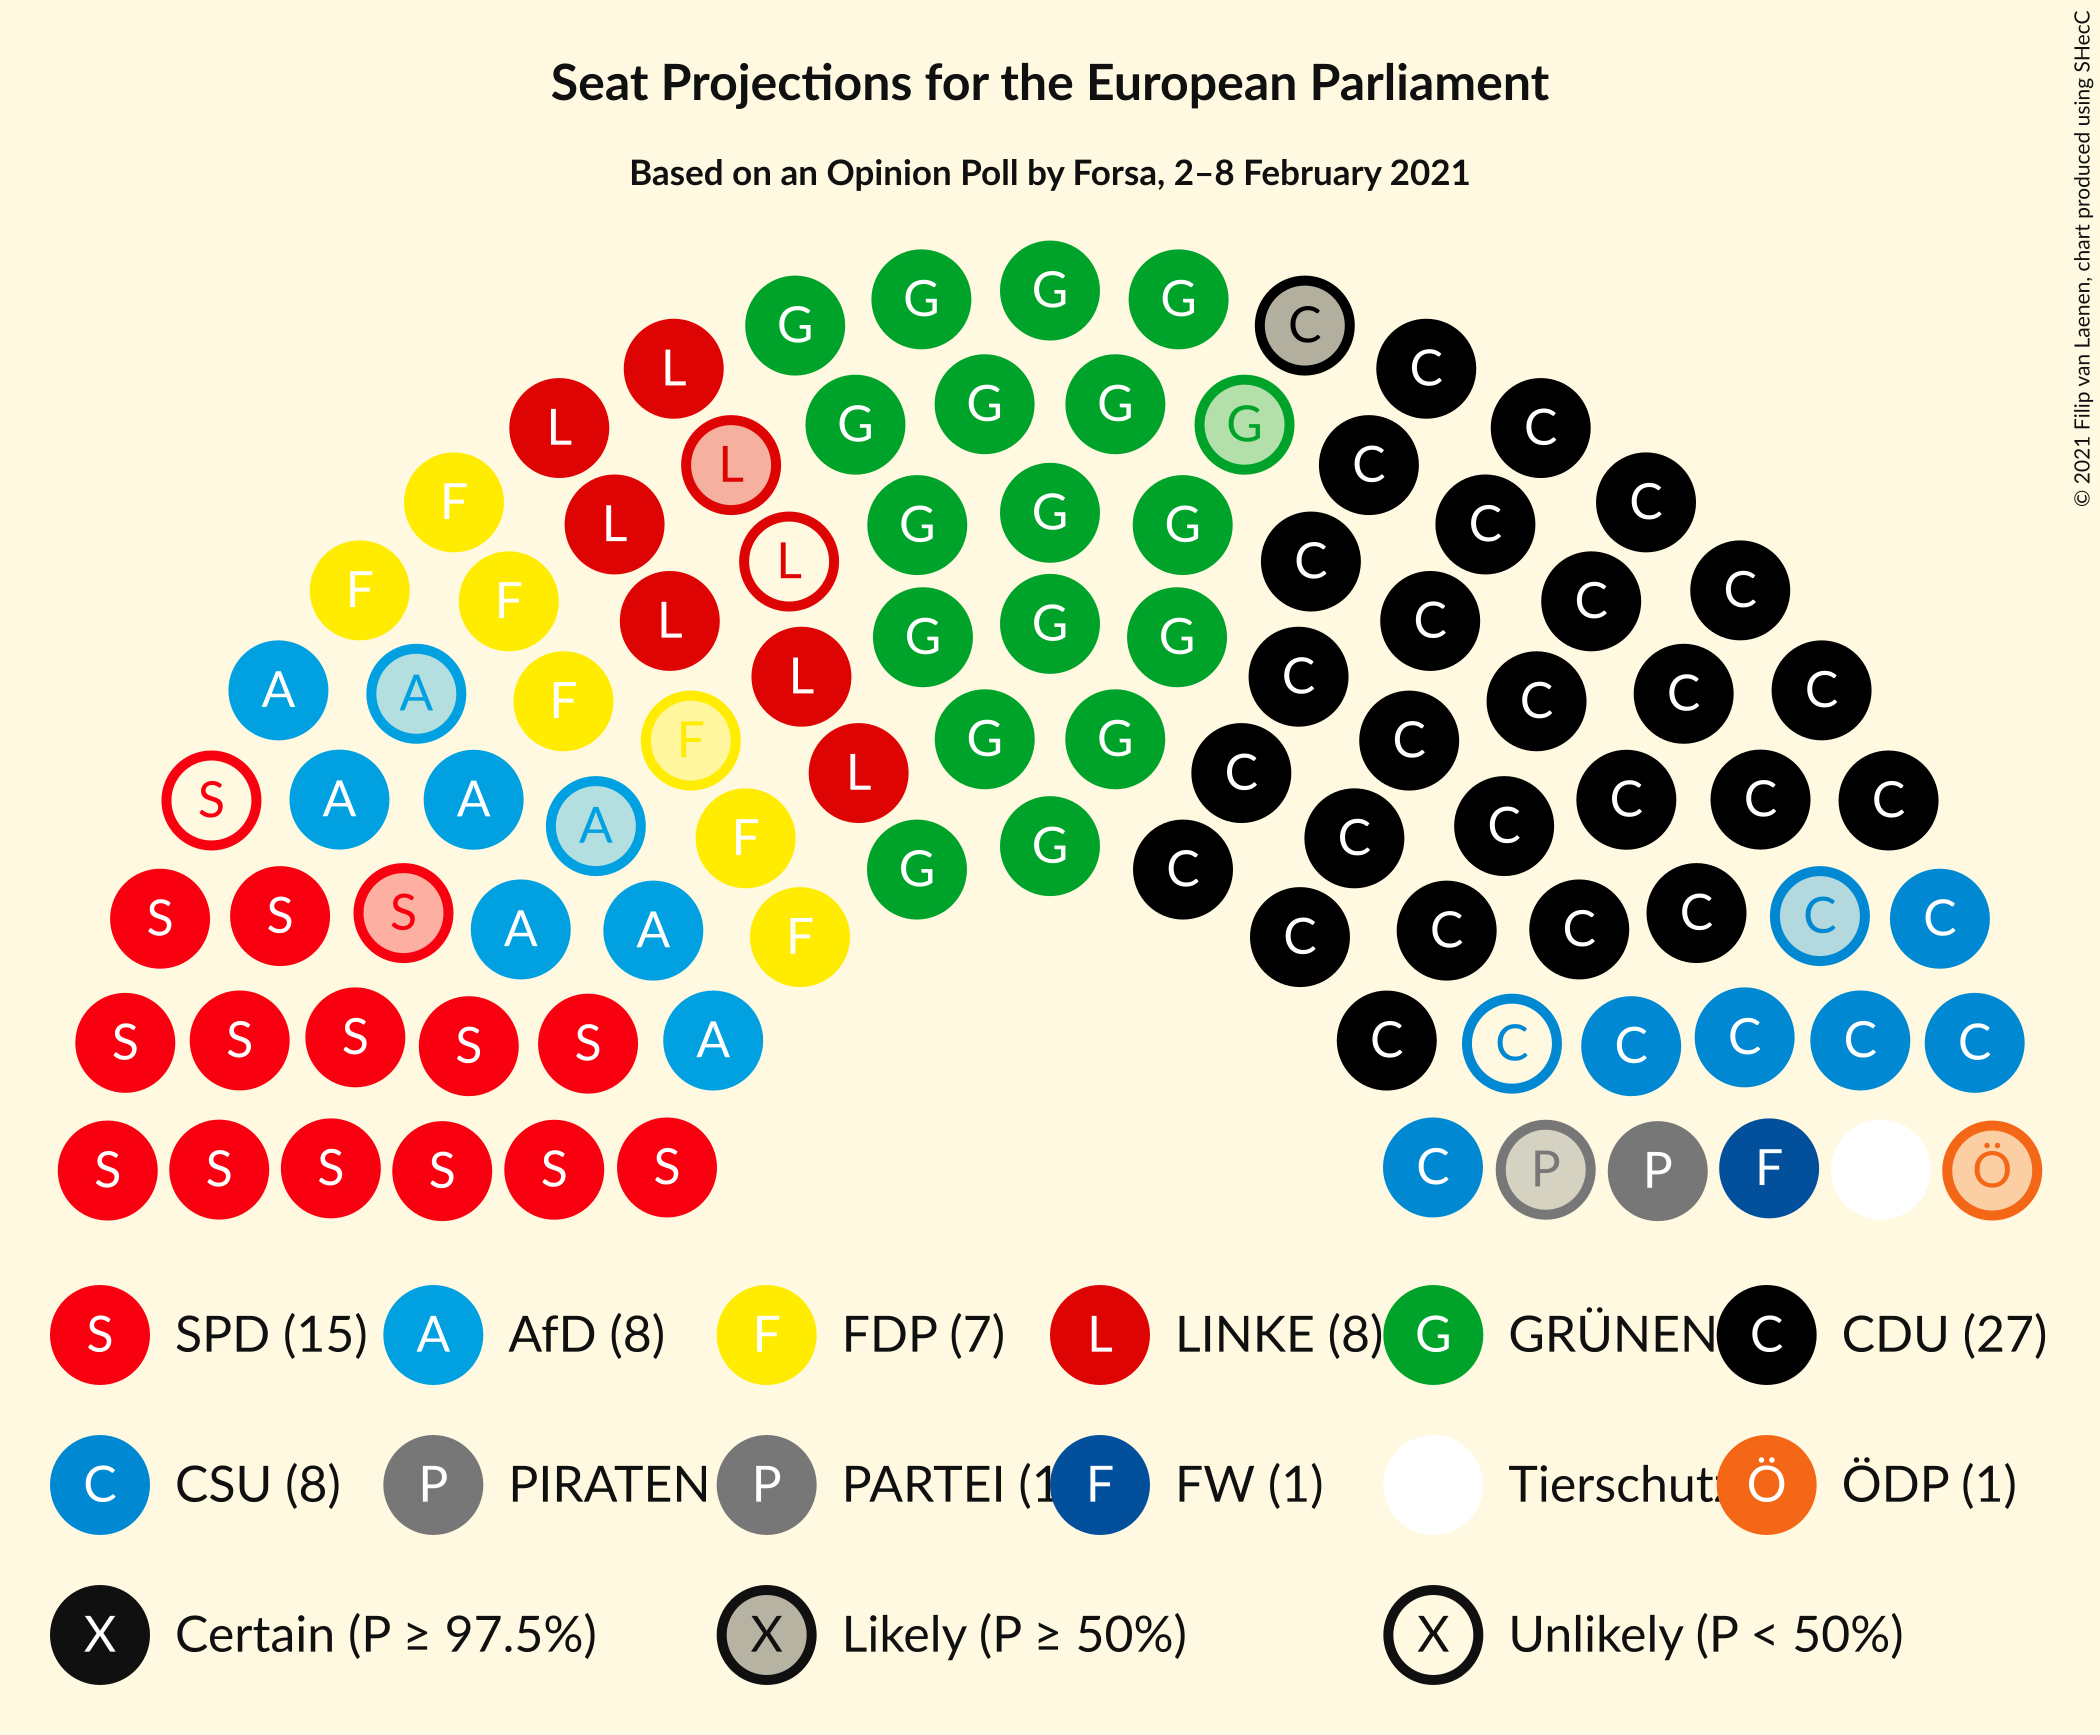 Seat Projections for the European Parliament
Based on an Opinion Poll by Forsa, 2–8 February 2021
© 2021 Filip van Laenen, chart produced using SHecC
G G G G C
L C
L G G G G C
L C
F L G G G C C
L C
F F L G G G C C C
A A F L C C C C
F G G C
S A A L C C C C
A F C C
S S S A A F G G C C C C C C C
S S S S S A C C C C C C
S S S S S S C P P F Ö
S SPD (15) A AfD (8) F FDP (7) L LINKE (8) G GRÜNEN C CDU (27)
C CSU (8) P PIRATEN P PARTEI (1 F FW (1) Tierschutz Ö ÖDP (1)
X Certain (P ≥ 97.5%) X Likely (P ≥ 50%) X Unlikely (P < 50%)